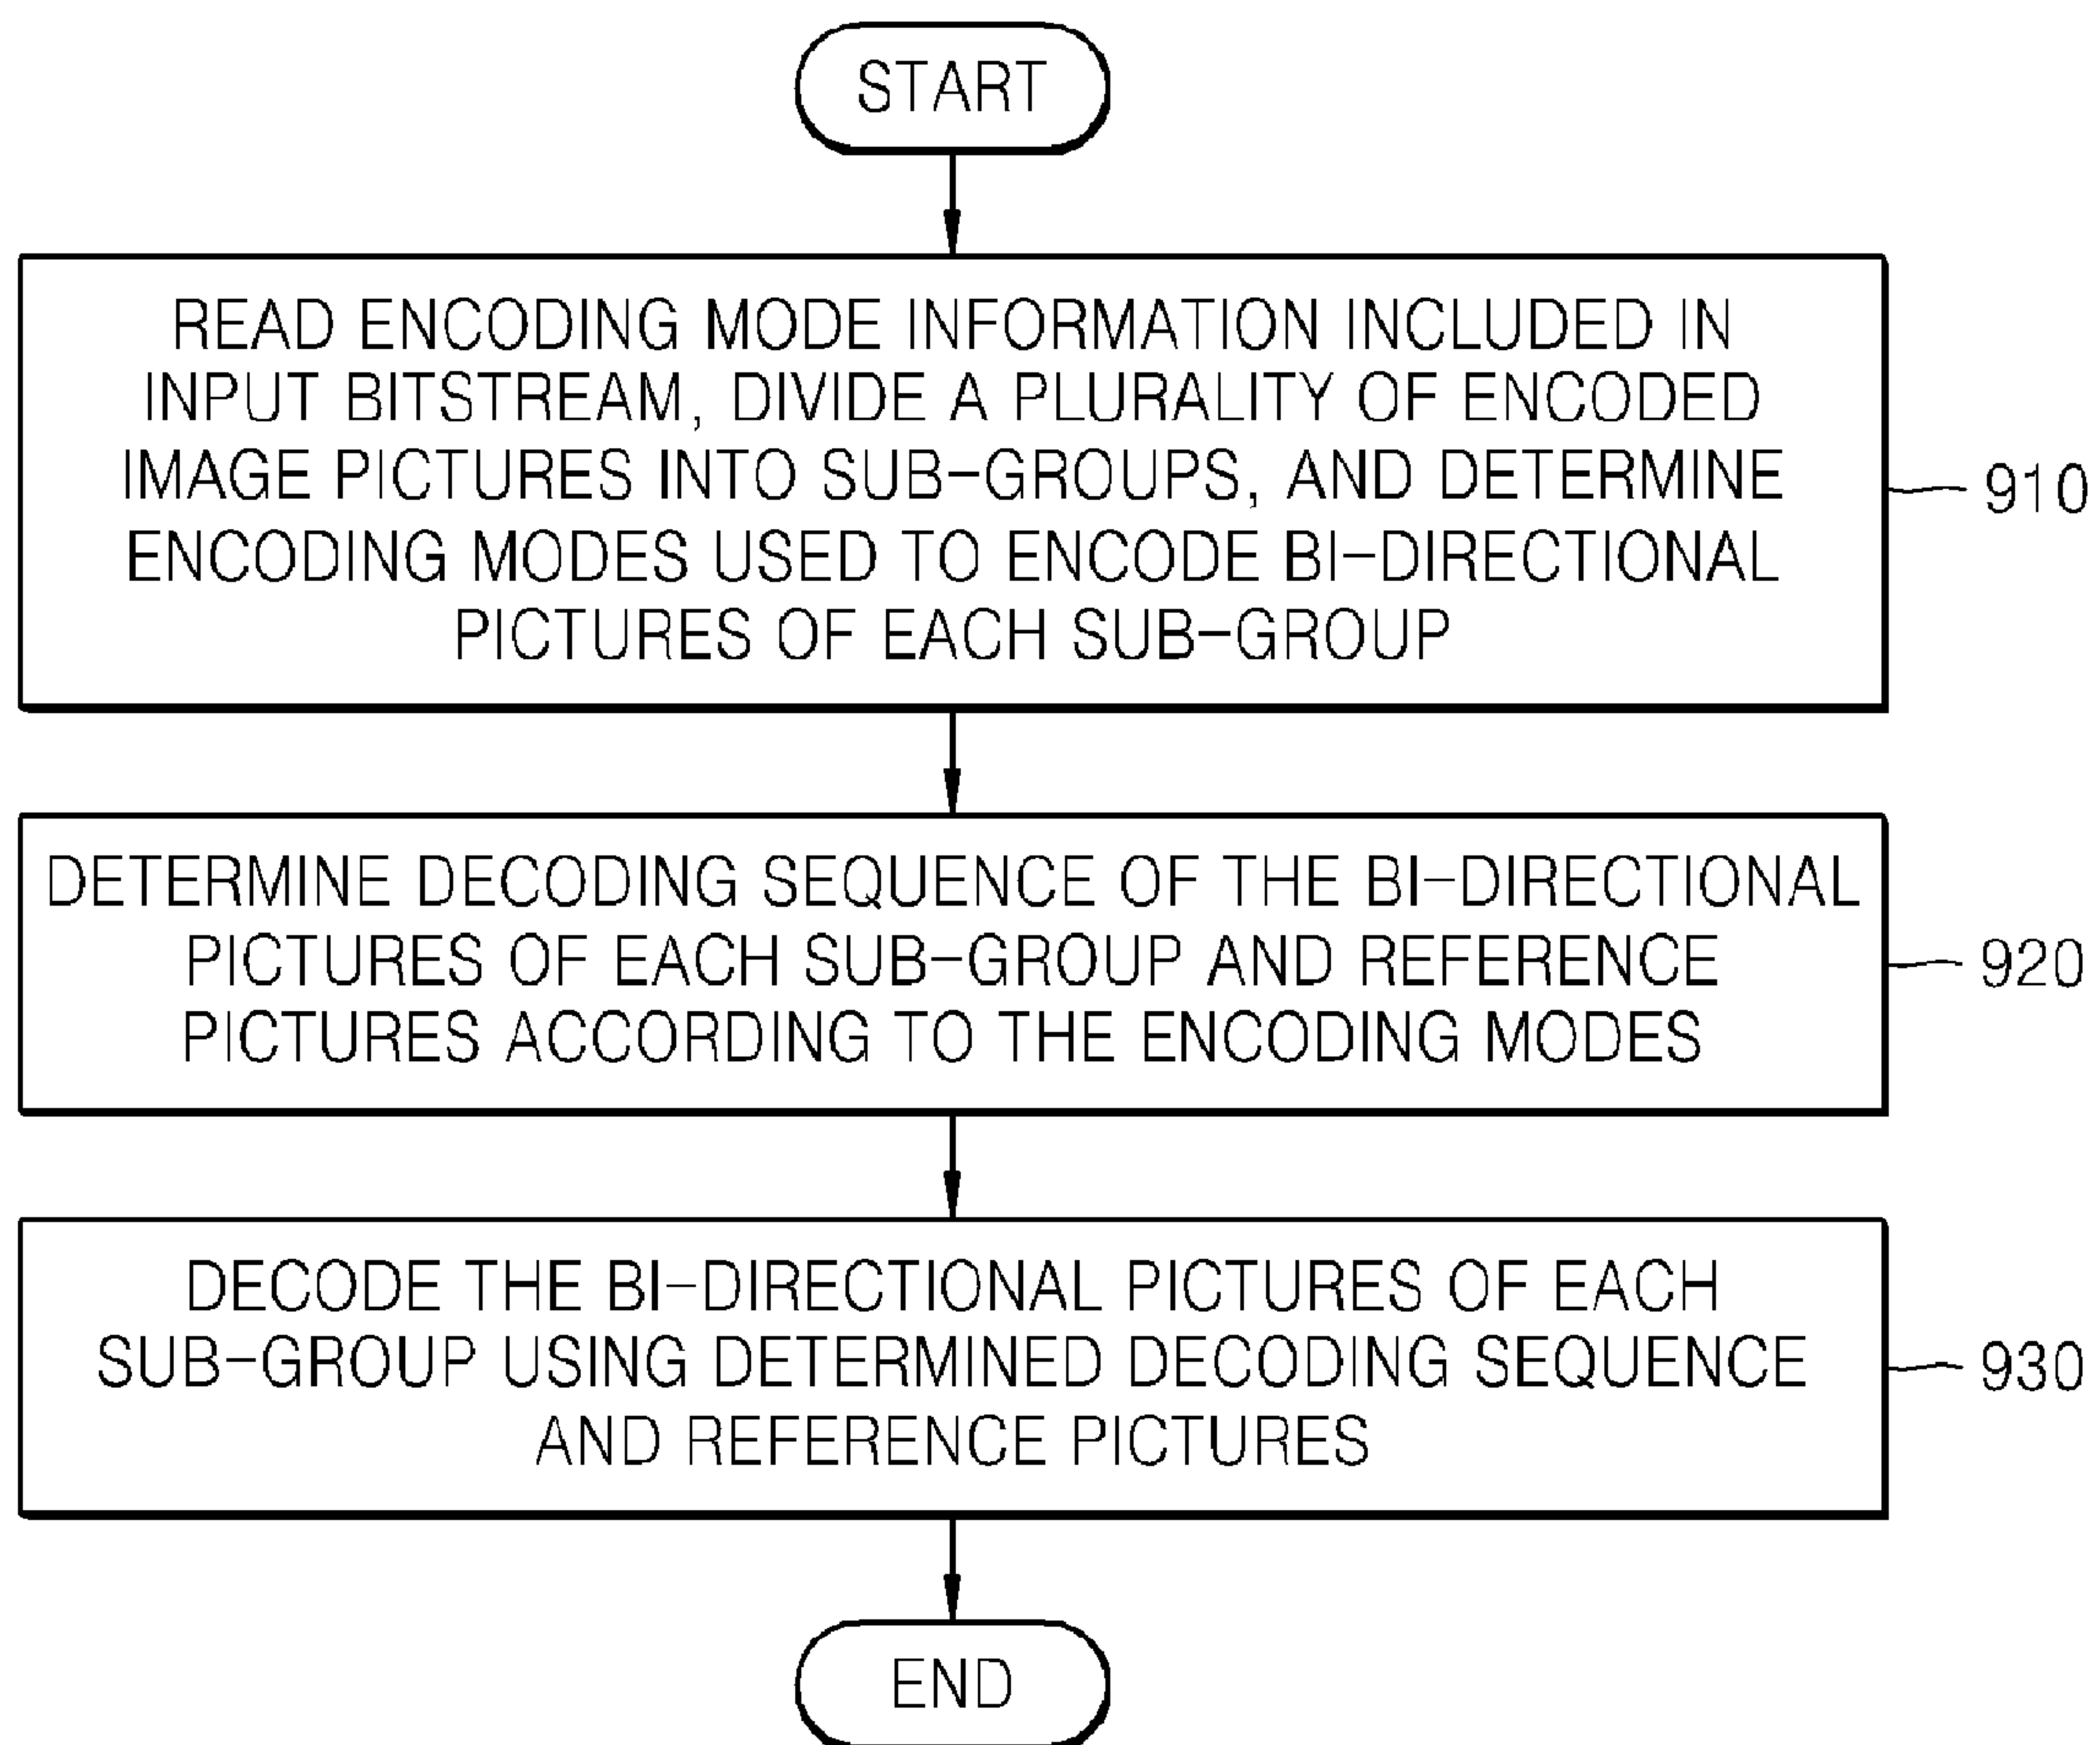 START
READ ENCODING MODE INFORMATION INCLUDED IN
INPUT BITSTREAM, DIVIDE A PLURALITY OF ENCODED
IMAGE PICTURES INTO SUB-GROUPS, AND DETERMINE
ENCODING MODES USED TO ENCODE BI-DIRECTIONAL
PICTURES OF EACH SUB-GROUP
910
DETERMINE DECODING SEQUENCE OF THE BI-DIRECTIONAL
PICTURES OF EACH SUB-GROUP AND REFERENCE
PICTURES ACCORDING TO THE ENCODING MODES
920
DECODE THE BI-DIRECTIONAL PICTURES OF EACH
SUB-GROUP USING DETERMINED DECODING SEQUENCE
AND REFERENCE PICTURES
930
END